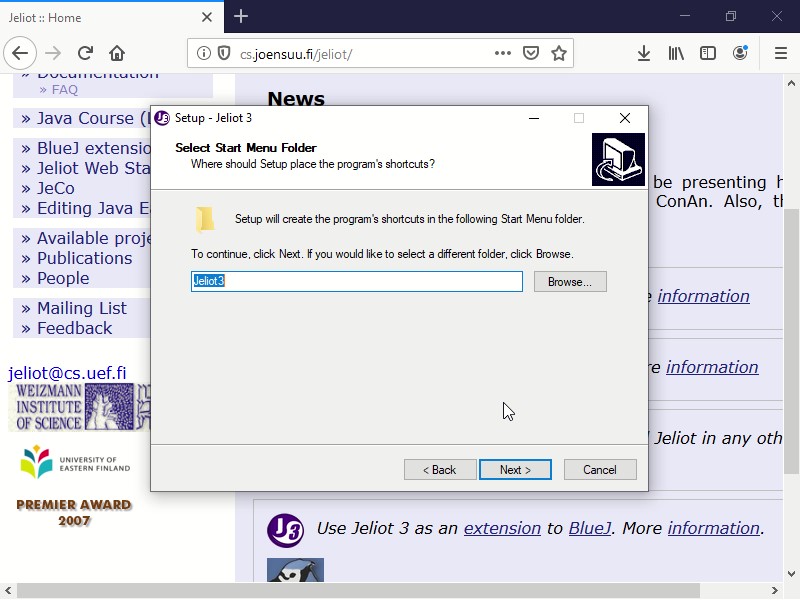 Jeliot :: Home
cs.joensuu.fi/jeliot/
» Documentation
» FAQ
» Java Course (
» BlueJ extensio
» Jeliot Web Sta
» JeCo
» Editing Java E
» Available proje
» Publications
» People
» Mailing List
» Feedback
jeliot@cs.uef.fi
WEIZMANN
INSTITUTE
OF SCIENCE
UNIVERSITY OF
EASTERN FINLAND
PREMIER AWARD
2007
News
be presenting h
ConAn. Also, th
e information
re information
Jeliot in any oth
J3
Use Jeliot 3 as an extension to BlueJ. More information.
J3
Setup - Jeliot 3
Select Start Menu Folder
Where should Setup place the program's shortcuts?
Setup will create the program's shortcuts in the following Start Menu folder.
To continue, click Next. If you would like to select a different folder, click Browse.
Jeliot3
Browse...
< Back
Next >
Cancel